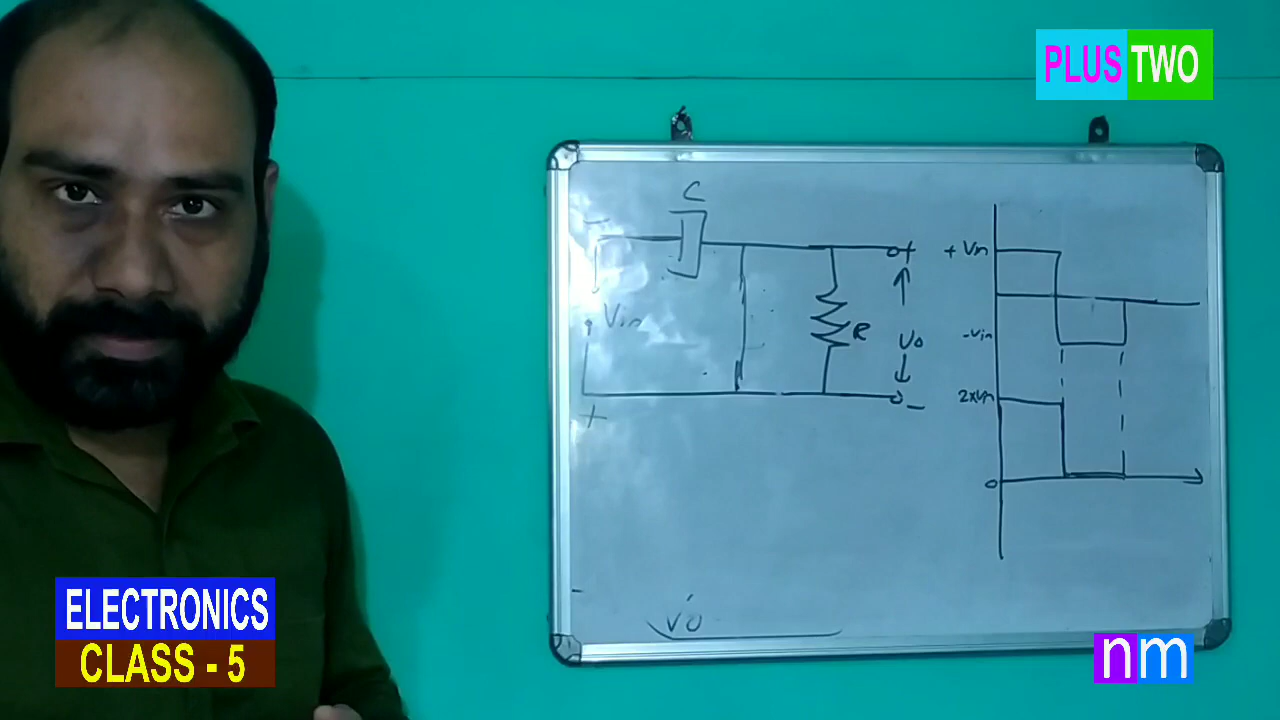 PLUS TWO
C
-
+
+ Vin
Vin
R
Vo
-
+
-Vin
2xVin
0
Vo
ELECTRONICS
CLASS - 5
nm